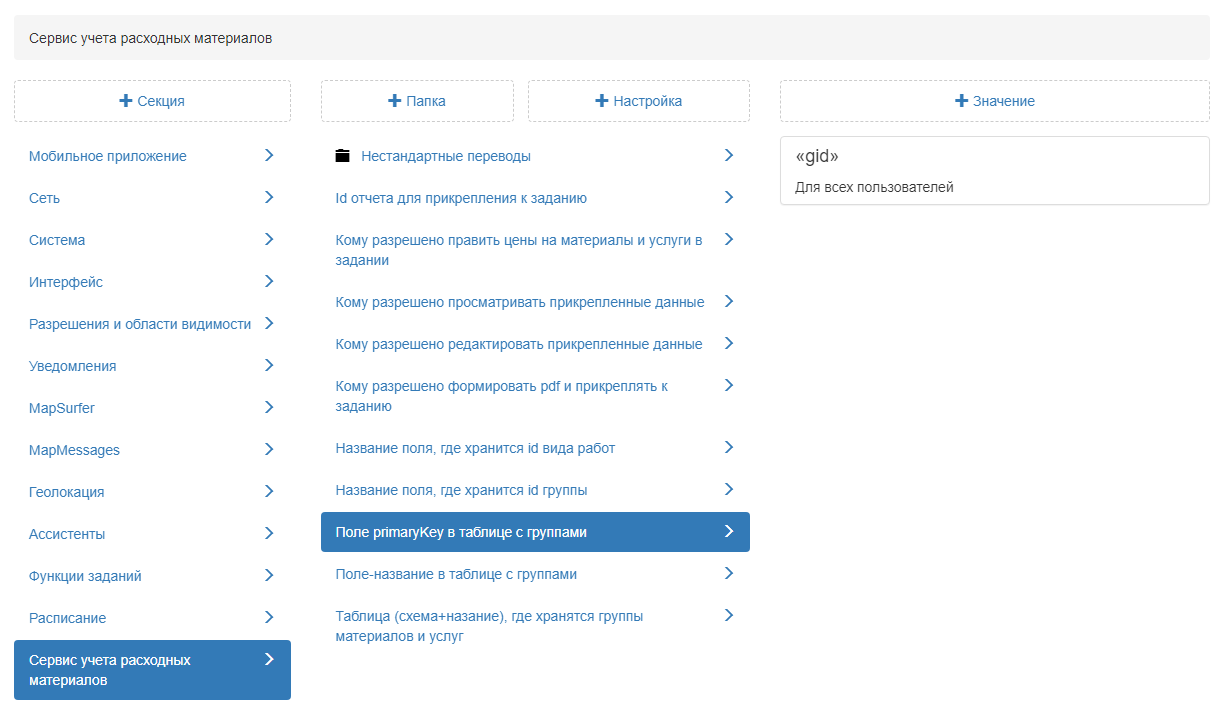 Сервис учета расходных материалов
Секция
Папка
Настройка
Значение
Мобильное приложение
Сеть
Система
Интерфейс
Разрешения и области видимости
Уведомления
MapSurfer
MapMessages
Геолокация
Ассистенты
Функции заданий
Расписание
Сервис учета расходных
материалов
Нестандартные переводы
Id отчета для прикрепления к заданию
Кому разрешено править цены на материалы и услуги в
задании
Кому разрешено просматривать прикрепленные данные
Кому разрешено редактировать прикрепленные данные
Кому разрешено формировать pdf и прикреплять к
заданию
Название поля, где хранится id вида работ
Название поля, где хранится id группы
Поле primaryKey в таблице с группами
Поле-название в таблице с группами
Таблица (схема+назание), где хранятся группы
материалов и услуг
«gid»
Для всех пользователей